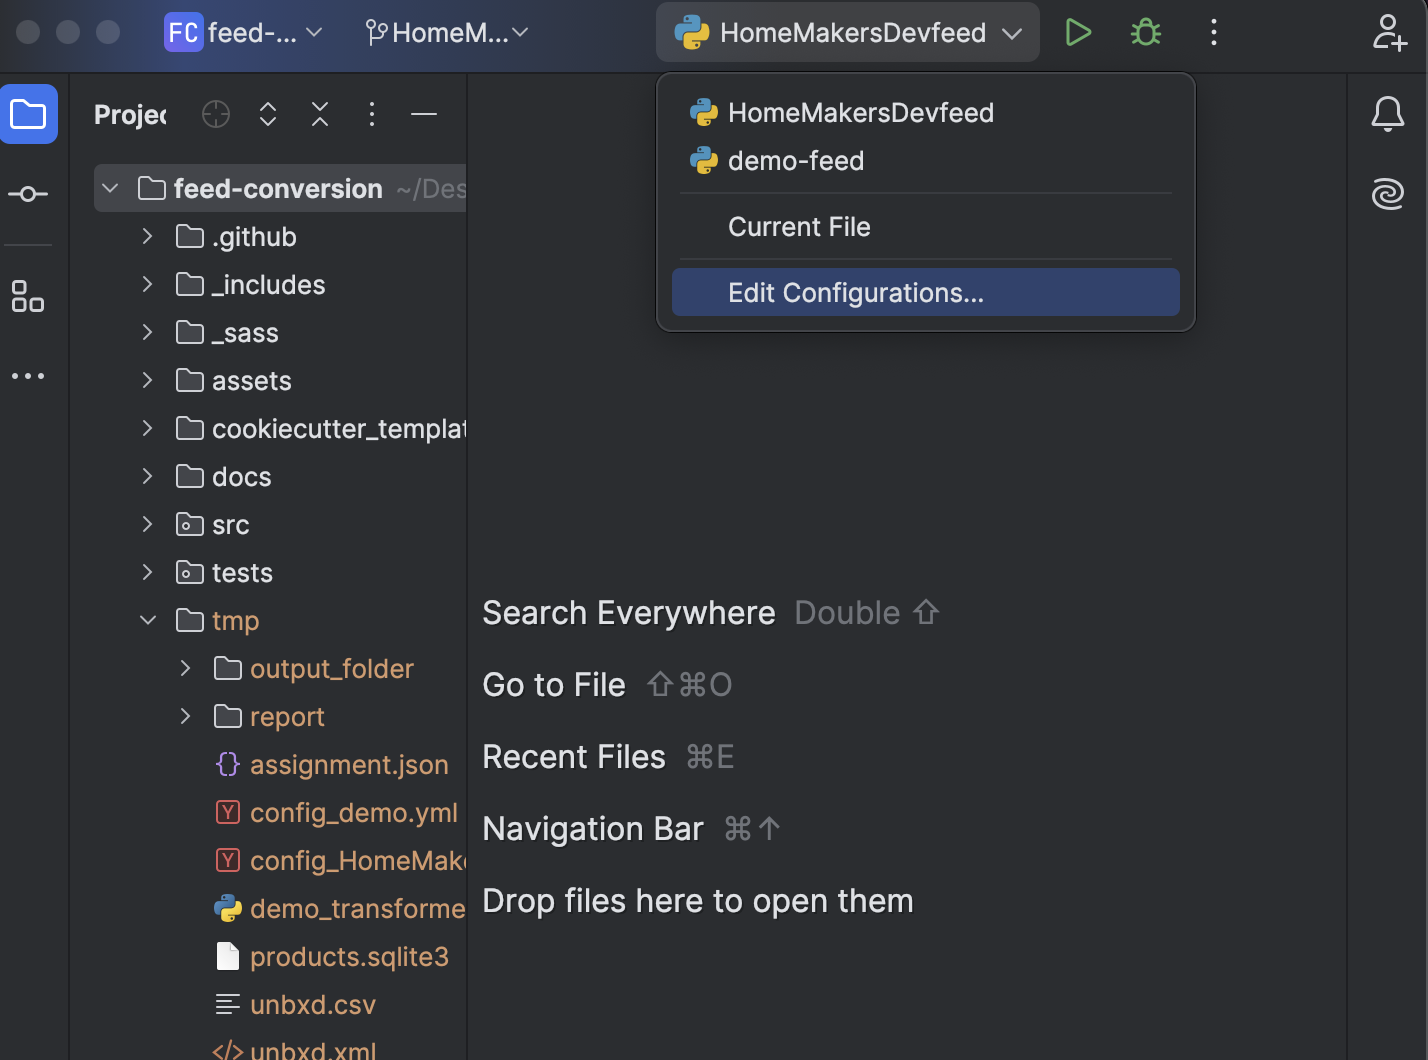 FC feed-... HomeM... HomeMakersDevfeed
HomeMakersDevfeed
demo-feed
Current File
Edit Configurations...
Projec
feed-conversion ~/Des
.github
_includes
_sass
assets
cookiecutter_templat
docs
src
tests
tmp
output_folder
report
assignment.json
config_demo.yml
config_HomeMake
demo_transforme
products.sqlite3
unbxd.csv
unbxd.xml
Search Everywhere Double ⇧
Go to File ⇧⌘O
Recent Files ⌘E
Navigation Bar ⌘↑
Drop files here to open them